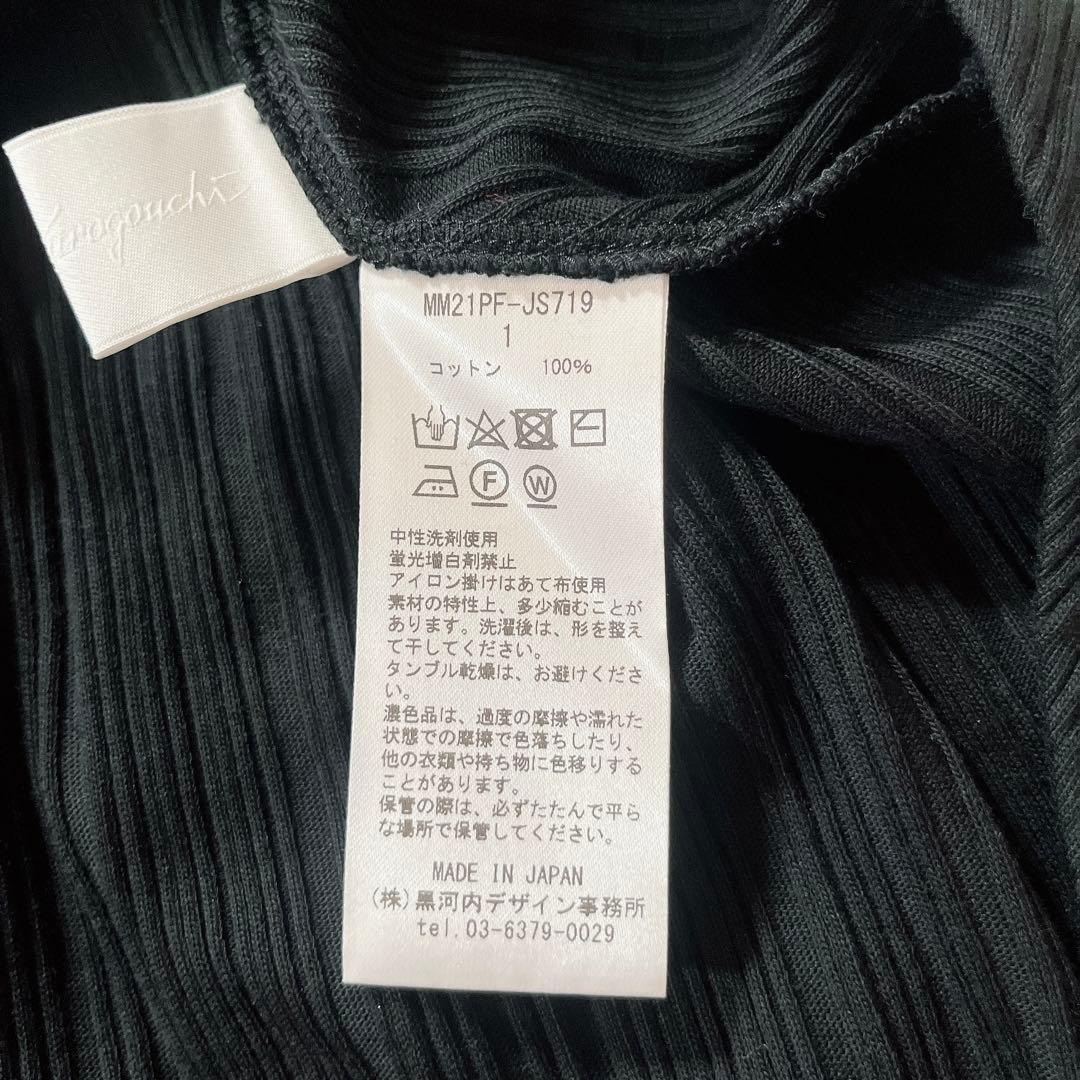 MM21PF-JS719
1
コットン 100%
F W
中性洗剤使用
蛍光増白剤禁止
アイロン掛けはあて布使用
素材の特性上、多少縮むことが
あります。洗濯後は、形を整え
て干してください。
タンブル乾燥は、お避けくださ
い。
濃色品は、過度の摩擦や濡れた
状態での摩擦で色落ちしたり、
他の衣類や持ち物に色移りする
ことがあります。
保管の際は、必ずたたんで平ら
な場所で保管してください。
MADE IN JAPAN
(株)黒河内デザイン事務所
tel.03-6379-0029